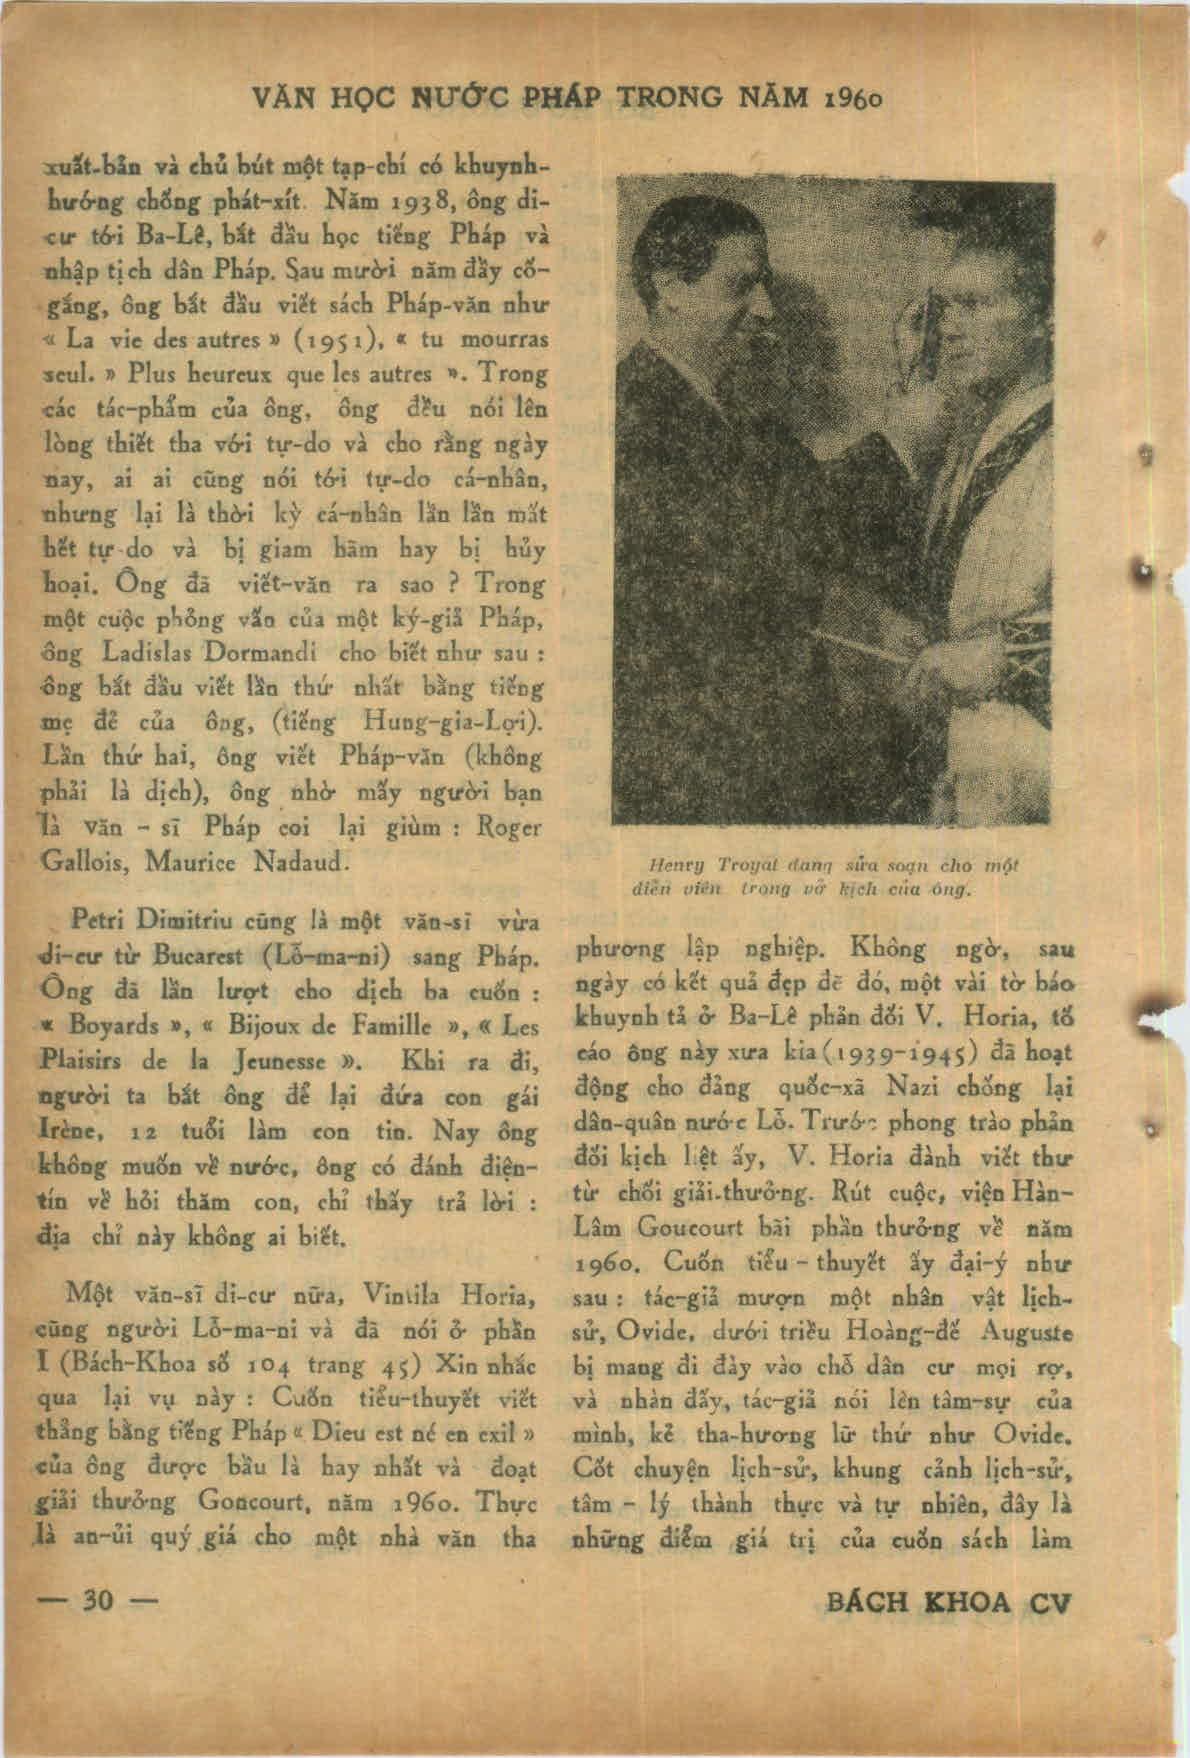 VĂN HỌC NƯỚC PHÁP TRONG NĂM 1960
xuất-bản và chủ bút một tạp-chí có khuynh-
hướng chống phát-xít. Năm 1938, ông di-
cư tới Ba-Lê, bắt đầu học tiếng Pháp và
nhập tịch dân Pháp. Sau mười năm đầy cố-
gắng, ông bắt đầu viết sách Pháp-văn như
« La vie des autres » (1951), « tu mourras
seul. » Plus heureux que les autres ». Trong
các tác-phẩm của ông, ông đều nói lên
lòng thiết tha với tự-do và cho rằng ngày
nay, ai ai cũng nói tới tự-do cá-nhân,
nhưng lại là thời kỳ cá-nhân lần lần mất
hết tự-do và bị giam hãm hay bị hủy
hoại. Ông đã viết-văn ra sao ? Trong
một cuộc phỏng vấn của một ký-giả Pháp,
ông Ladislas Dormandi cho biết như sau :
ông bắt đầu viết lần thứ nhất bằng tiếng
mẹ đẻ của ông, (tiếng Hung-gia-Lợi).
Lần thứ hai, ông viết Pháp-văn (không
phải là dịch), ông nhờ mấy người bạn
là văn - sĩ Pháp coi lại giùm : Roger
Gallois, Maurice Nadaud.
Petri Dimitriu cũng là một văn-sĩ vừa
di-cư từ Bucarest (Lỗ-ma-ni) sang Pháp.
Ông đã lần lượt cho dịch ba cuốn :
« Boyards », « Bijoux de Famille », « Les
Plaisirs de la Jeunesse ». Khi ra đi,
người ta bắt ông để lại đứa con gái
Irène, 12 tuổi làm con tin. Nay ông
không muốn về nước, ông có đánh điện-
tín về hỏi thăm con, chỉ thấy trả lời :
địa chỉ này không ai biết.
Một văn-sĩ di-cư nữa, Vintila Horia,
cũng người Lỗ-ma-ni và đã nói ở phần
I (Bách-Khoa số 104 trang 45) Xin nhắc
qua lại vụ này : Cuốn tiểu-thuyết viết
thẳng bằng tiếng Pháp « Dieu est né en exil »
của ông được bầu là hay nhất và đoạt
giải thưởng Goncourt, năm 1960. Thực
là an-ủi quý giá cho một nhà văn tha
Henry Troyat đang sửa soạn cho một
diễn viên trong vở kịch của ông.
phương lập nghiệp. Không ngờ, sau
ngày có kết quả đẹp đẽ đó, một vài tờ báo
khuynh tả ở Ba-Lê phản đối V. Horia, tố
cáo ông này xưa kia (1939-1945) đã hoạt
động cho đảng quốc-xã Nazi chống lại
dân-quân nước Lỗ. Trước phong trào phản
đối kịch liệt ấy, V. Horia đành viết thư
từ chối giải-thưởng. Rút cuộc, viện Hàn-
Lâm Goucourt bãi phần thưởng về năm
1960. Cuốn tiểu - thuyết ấy đại-ý như
sau : tác-giả mượn một nhân vật lịch-
sử, Ovide, dưới triều Hoàng-đế Auguste
bị mang đi đày vào chỗ dân cư mọi rợ,
và nhàn đấy, tác-giả nói lên tâm-sự của
mình, kẻ tha-hương lữ thứ như Ovide.
Cốt chuyện lịch-sử, khung cảnh lịch-sử,
tâm - lý thành thực và tự nhiên, đây là
những điểm giá trị của cuốn sách làm
— 30 —
BÁCH KHOA CV